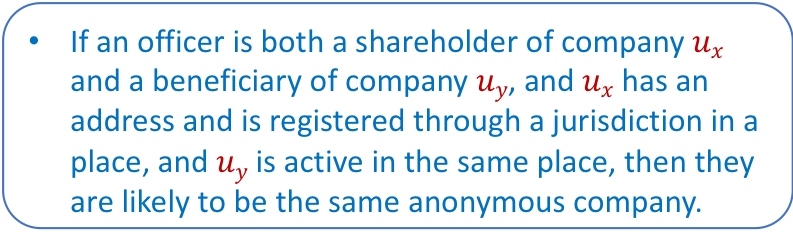 • If an officer is both a shareholder of company uₓ
and a beneficiary of company u_y, and uₓ has an
address and is registered through a jurisdiction in a
place, and u_y is active in the same place, then they
are likely to be the same anonymous company.